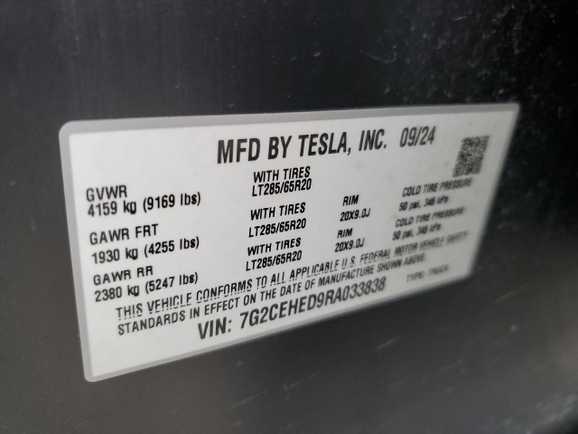 MFD BY TESLA, INC. 09/24
GVWR WITH TIRES
4159 kg (9169 lbs) LT285/65R20
GAWR FRT WITH TIRES RIM COLD TIRE PRESSURE
1930 kg (4255 lbs) LT285/65R20 20X9.0J 50 psi, 345 kPa
GAWR RR WITH TIRES RIM COLD TIRE PRESSURE
2380 kg (5247 lbs) LT285/65R20 20X9.0J 50 psi, 345 kPa
THIS VEHICLE CONFORMS TO ALL APPLICABLE U.S. FEDERAL MOTOR VEHICLE SAFETY
STANDARDS IN EFFECT ON THE DATE OF MANUFACTURE SHOWN ABOVE.
VIN: 7G2CEHED9RA033838 TYPE: TRUCK